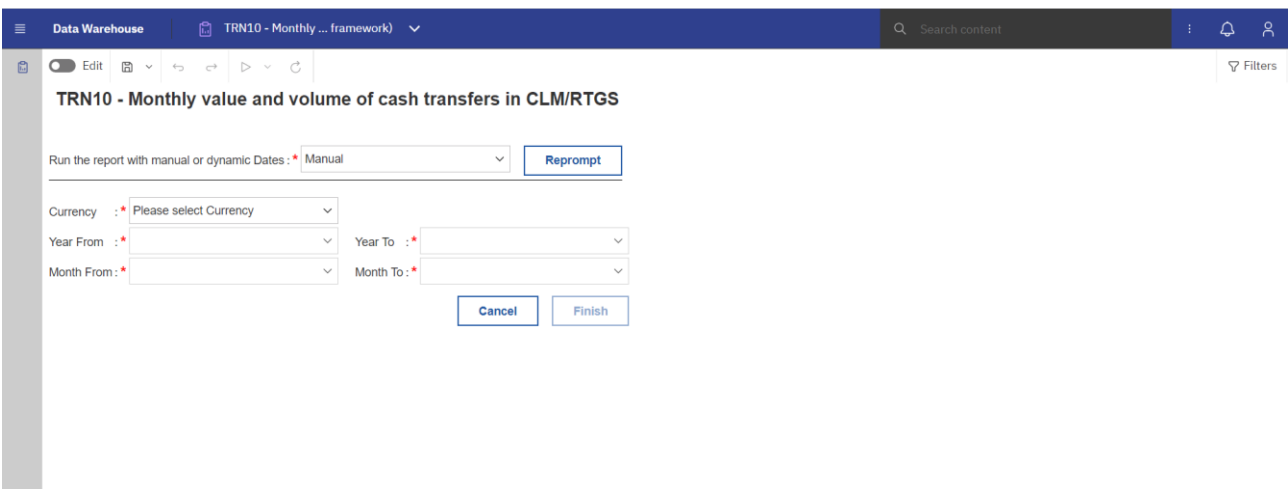 Data Warehouse TRN10 - Monthly ... framework) Search content
Edit Filters
TRN10 - Monthly value and volume of cash transfers in CLM/RTGS
Run the report with manual or dynamic Dates : * Manual Reprompt
Currency : * Please select Currency
Year From : * Year To : *
Month From : * Month To : *
Cancel Finish